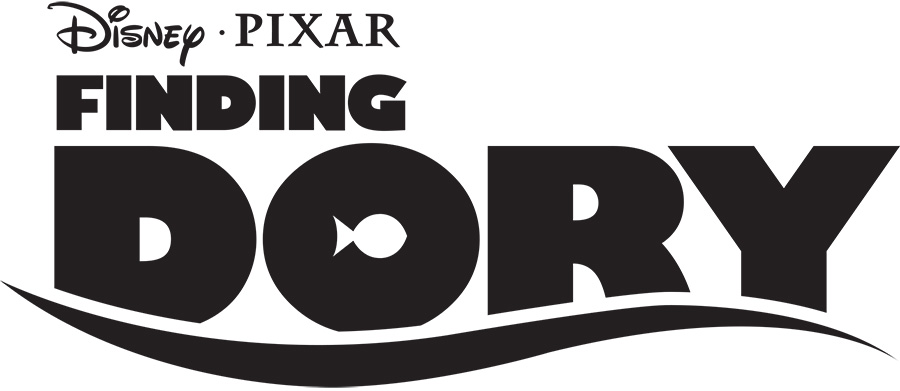 Disney · PIXAR
FINDING
DORY